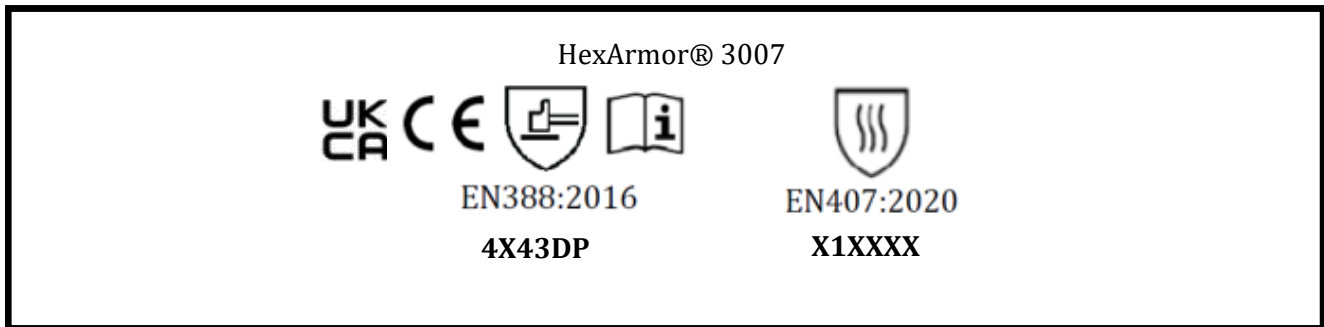 HexArmor® 3007
UK
CA CE i
EN388:2016 EN407:2020
4X43DP X1XXXX